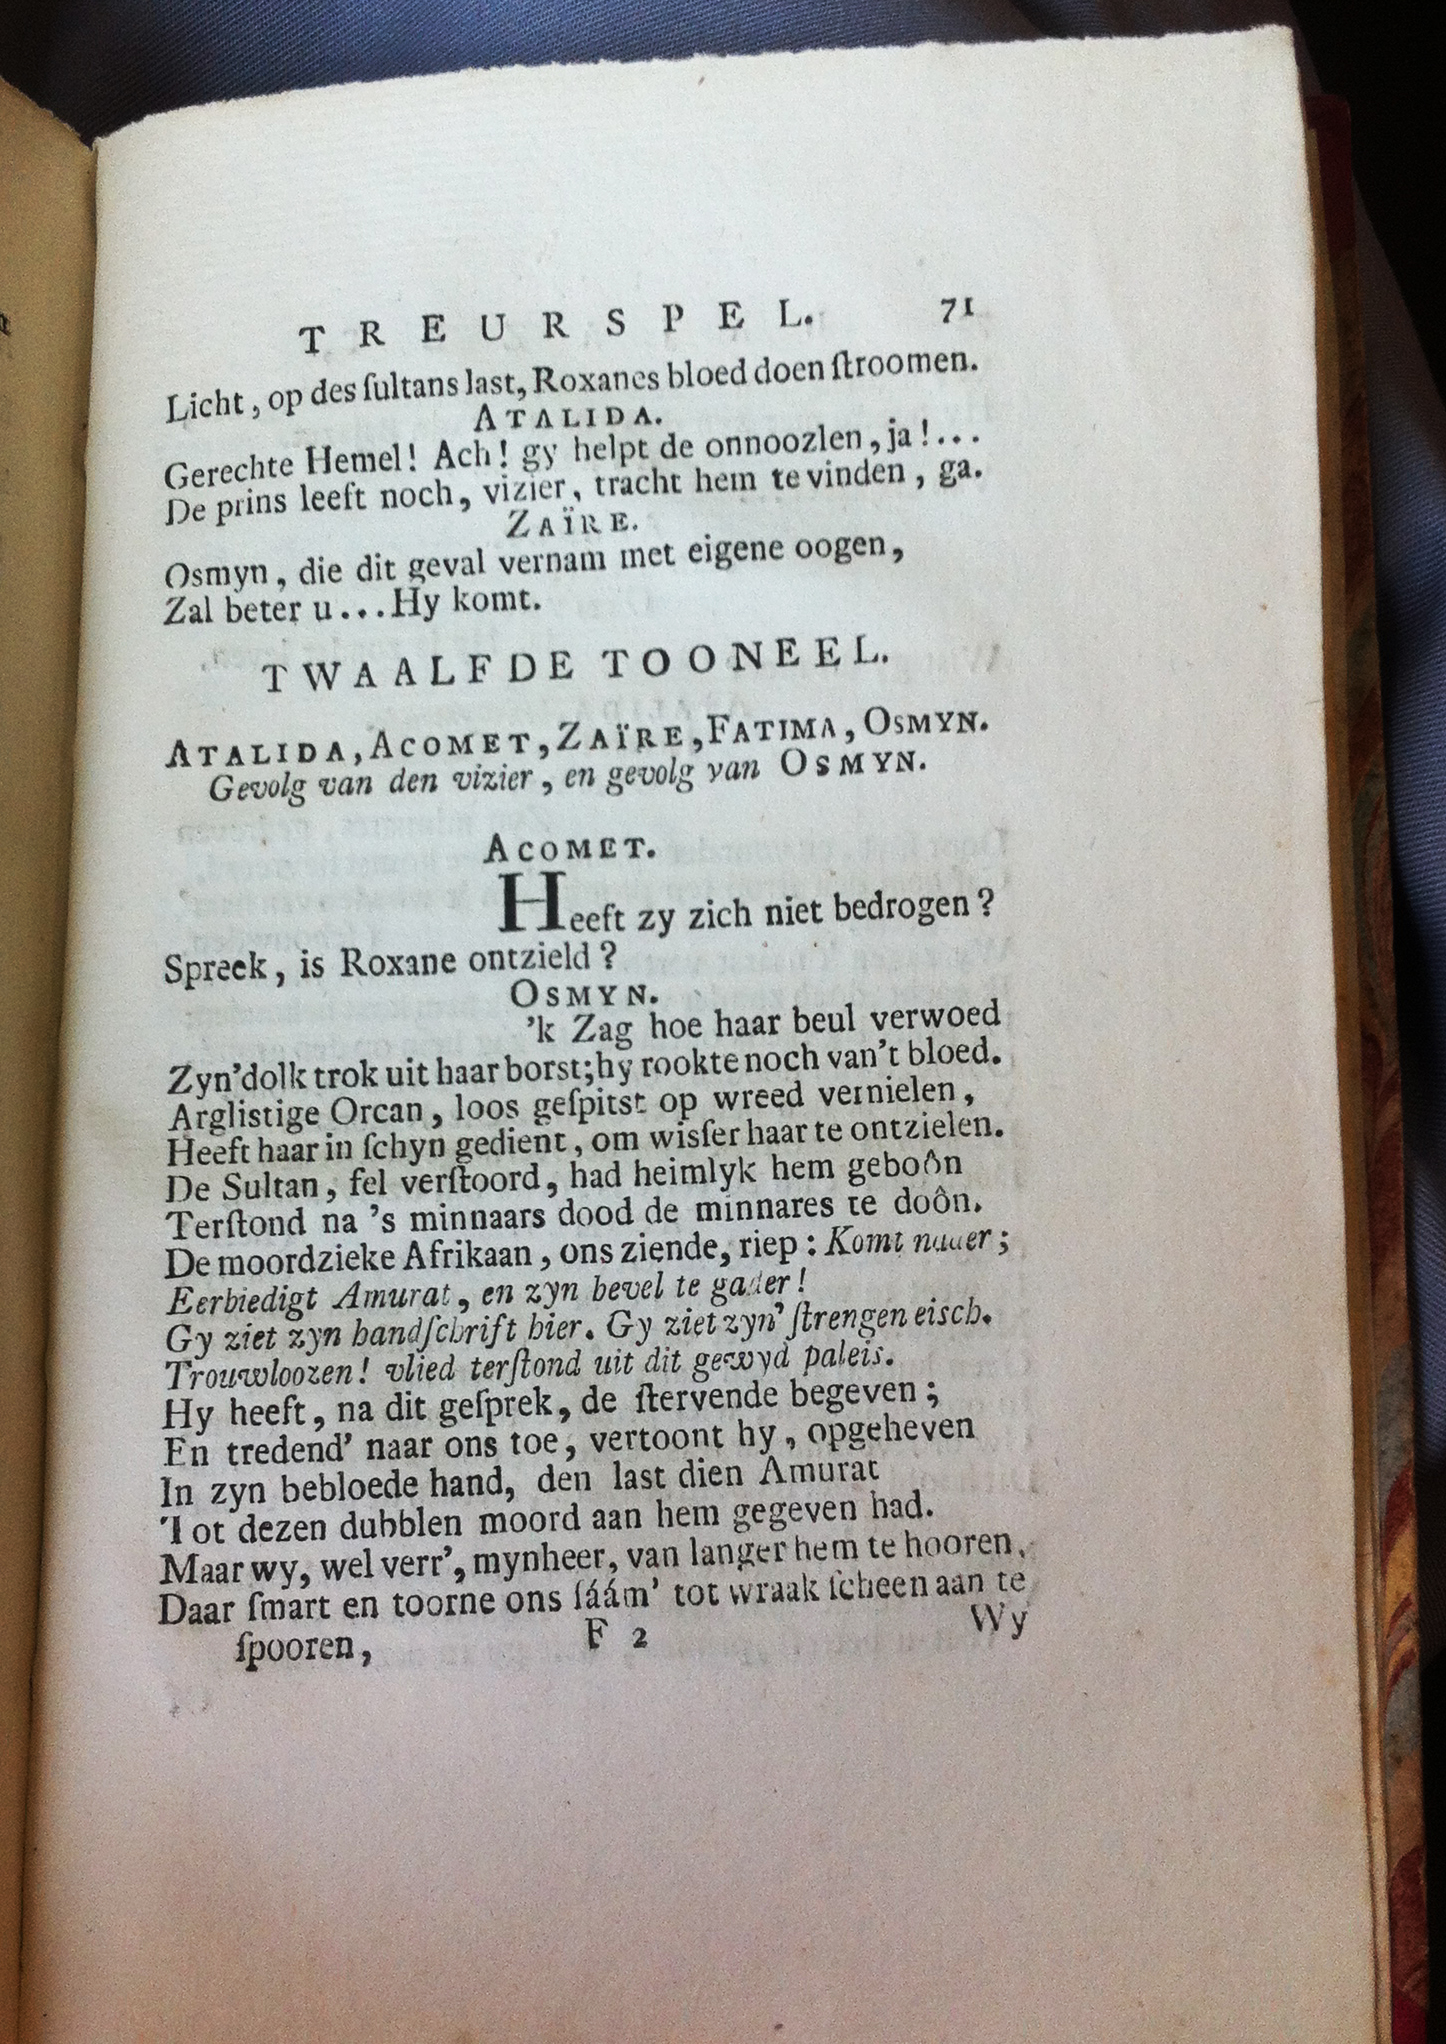 TREURSPEL. 71
Licht, op des ſultans last, Roxanes bloed doen ſtroomen.
ATALIDA.
Gerechte Hemel! Ach! gy helpt de onnoozlen, ja!...
De prins leeft noch, vizier, tracht hem te vinden, ga.
ZAÏRE.
Osmyn, die dit geval vernam met eigene oogen,
Zal beter u...Hy komt.
TWAALFDE TOONEEL.
ATALIDA, ACOMET, ZAÏRE, FATIMA, OSMYN.
Gevolg van den vizier, en gevolg van OSMYN.
ACOMET.
Heeft zy zich niet bedrogen?
Spreek, is Roxane ontzield?
OSMYN.
'k Zag hoe haar beul verwoed
Zyn' dolk trok uit haar borst; hy rookte noch van 't bloed.
Arglistige Orcan, loos geſpitst op wreed vernielen,
Heeft haar in ſchyn gedient, om wisſer haar te ontzielen.
De Sultan, fel verſtoord, had heimlyk hem geboôn
Terſtond na 's minnaars dood de minnares te doôn.
De moordzieke Afrikaan, ons ziende, riep: Komt nader;
Eerbiedigt Amurat, en zyn bevel te gader!
Gy ziet zyn handſchrift hier. Gy ziet zyn' ſtrengen eisch.
Trouwloozen! vlied terſtond uit dit gewyd paleis.
Hy heeft, na dit geſprek, de ſtervende begeven;
En tredend' naar ons toe, vertoont hy, opgeheven
In zyn bebloede hand, den last dien Amurat
Tot dezen dubblen moord aan hem gegeven had.
Maar wy, wel verr', mynheer, van langer hem te hooren,
Daar ſmart en toorne ons ſáám' tot wraak ſcheen aan te
ſpooren, F 2 Wy